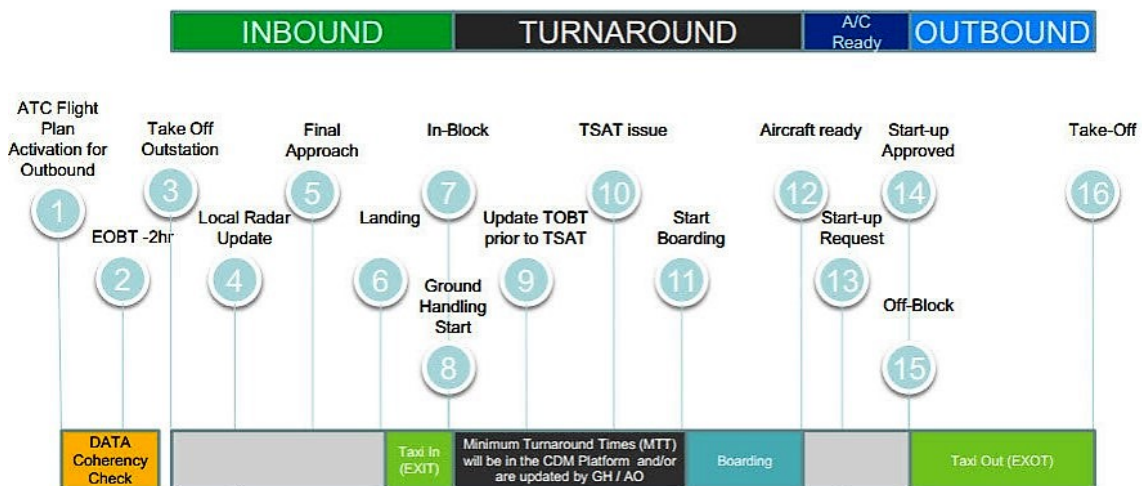 INBOUND
TURNAROUND
A/C
Ready
OUTBOUND
ATC Flight
Plan
Activation for
Outbound
1
EOBT -2hr
2
Take Off
Outstation
3
Local Radar
Update
4
Final
Approach
5
Landing
6
In-Block
7
Ground
Handling
Start
8
Update TOBT
prior to TSAT
9
TSAT issue
10
Start
Boarding
11
Aircraft ready
12
Start-up
Request
13
Start-up
Approved
14
Off-Block
15
Take-Off
16
DATA
Coherency
Check
Taxi In
(EXIT)
Minimum Turnaround Times (MTT)
will be in the CDM Platform and/or
are updated by GH / AO
Boarding
Taxi Out (EXOT)